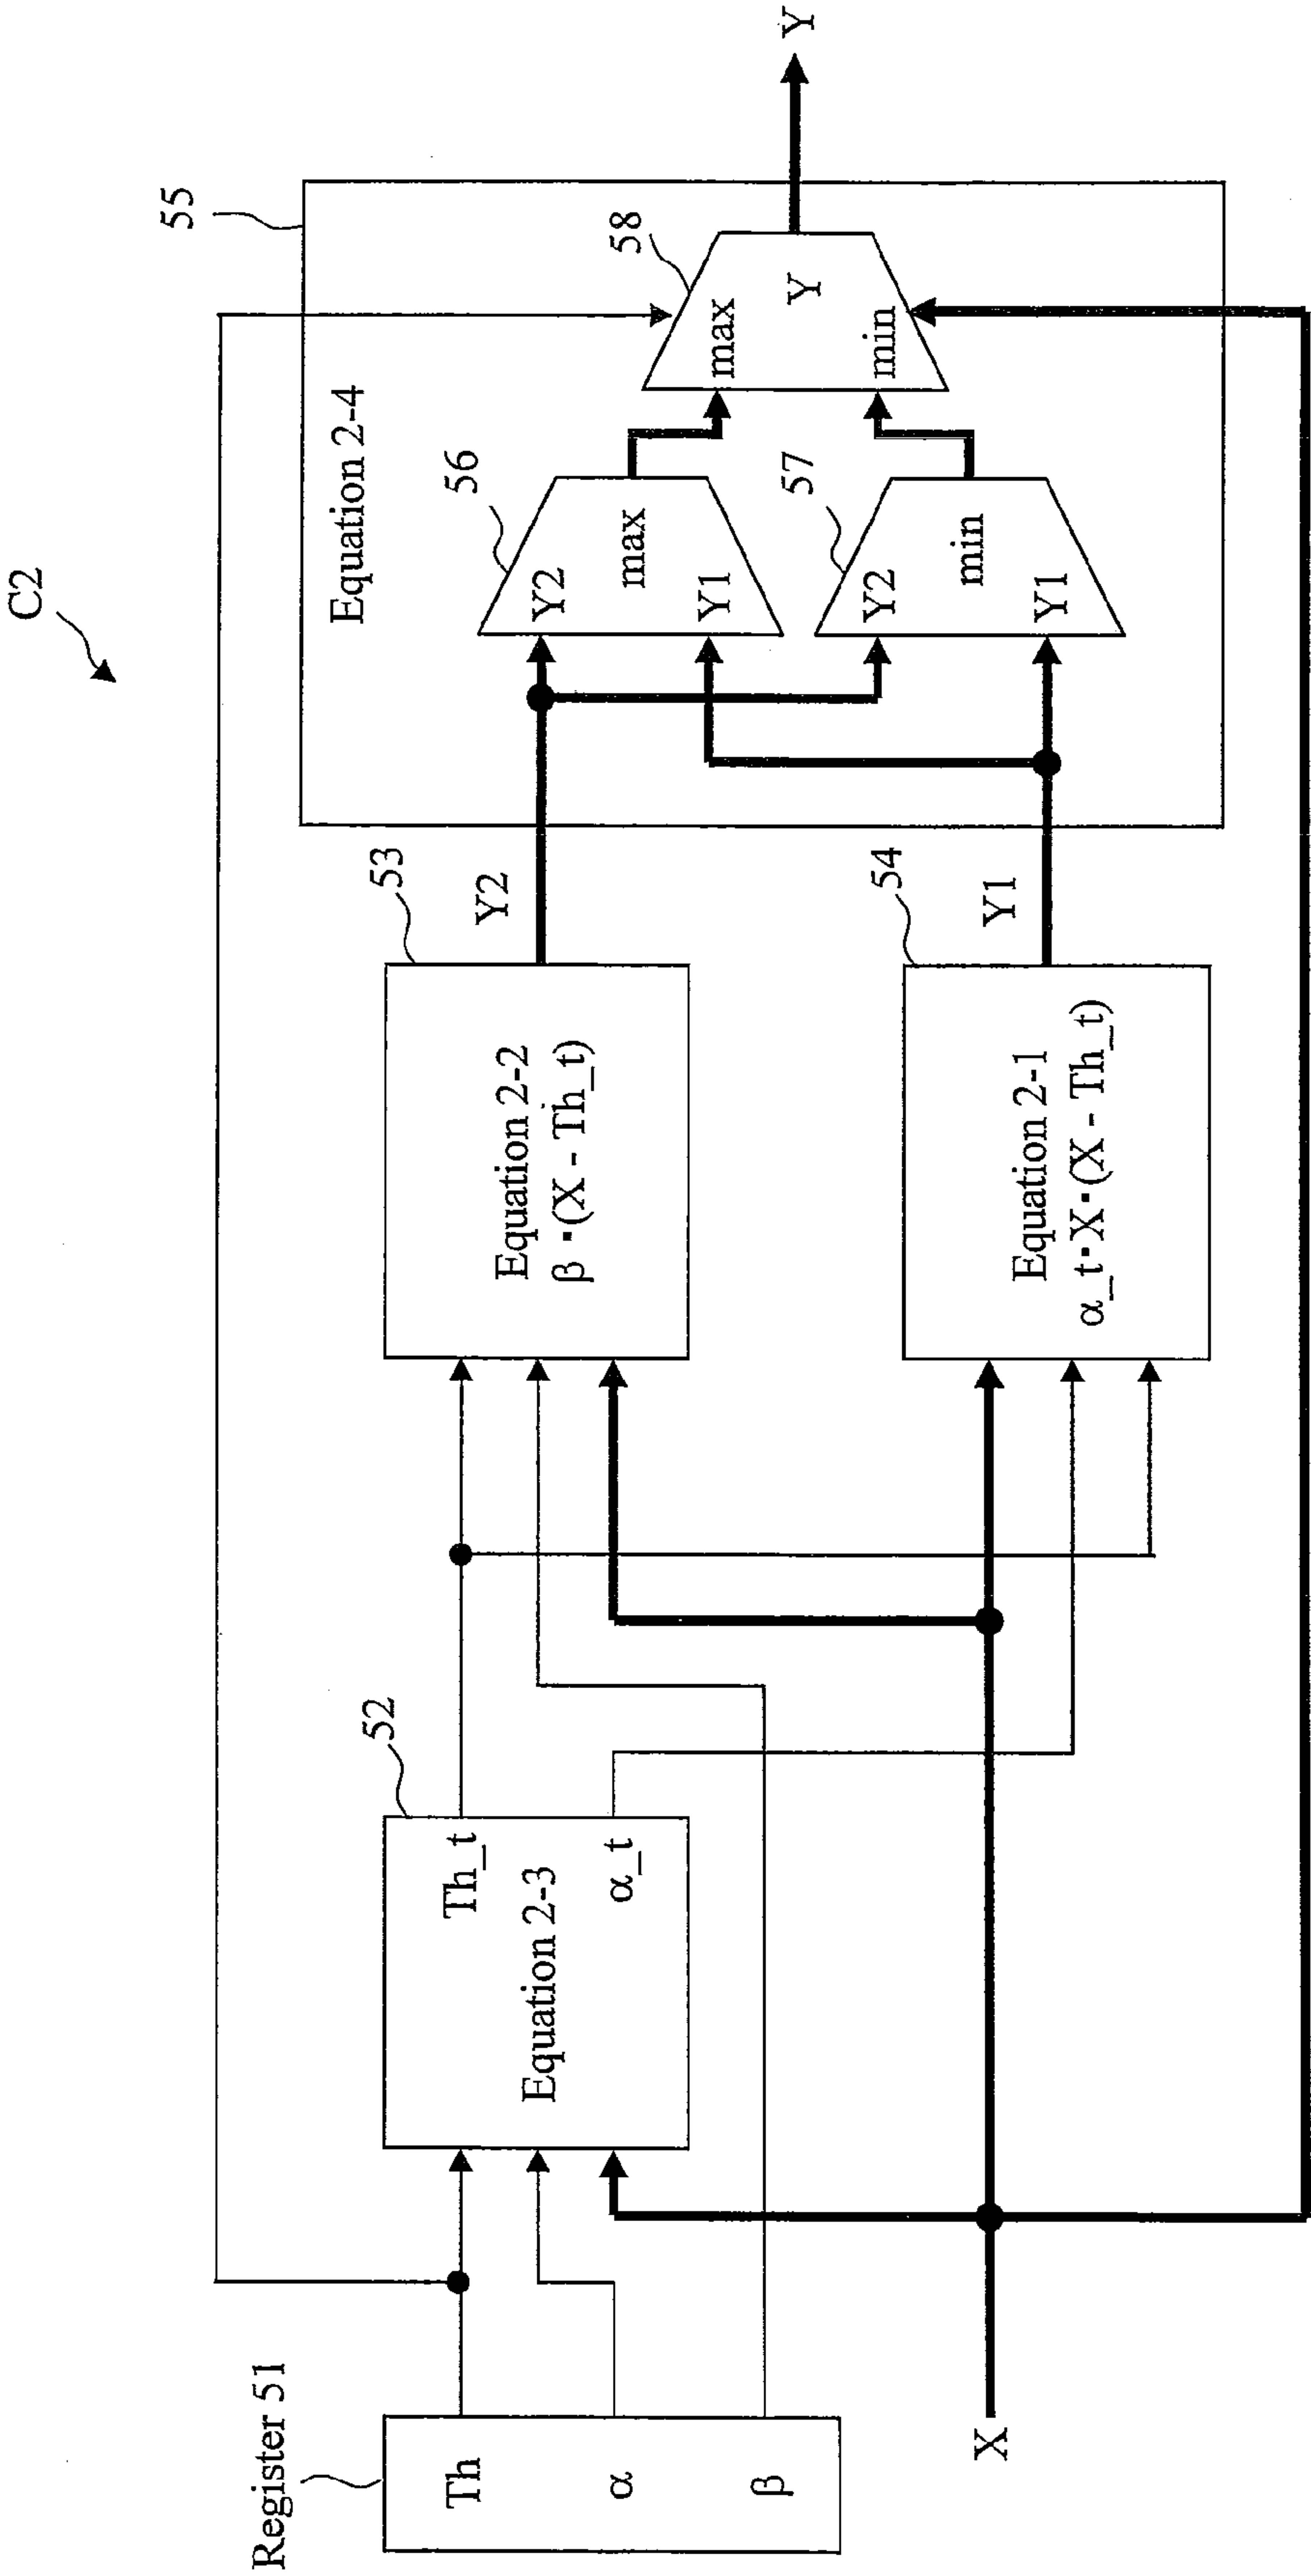 C2
Register 51
Th
α
β
X
52
Th_t
Equation 2-3
α_t
53
Equation 2-2
β・(X - Th_t)
Y2
54
Equation 2-1
α_t・X・(X - Th_t)
Y1
55
Equation 2-4
56
Y2
max
Y1
57
Y2
min
Y1
58
max
Y
min
Y